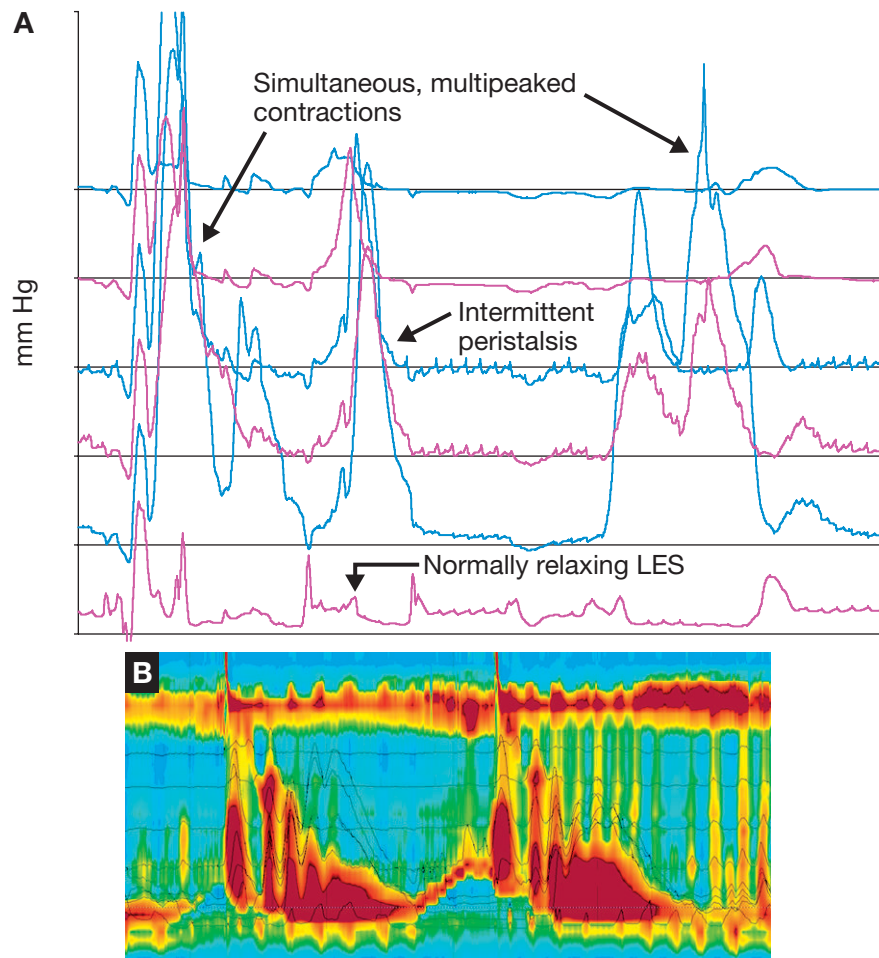 A
Simultaneous, multipeaked
contractions
mm Hg
Intermittent
peristalsis
Normally relaxing LES
B